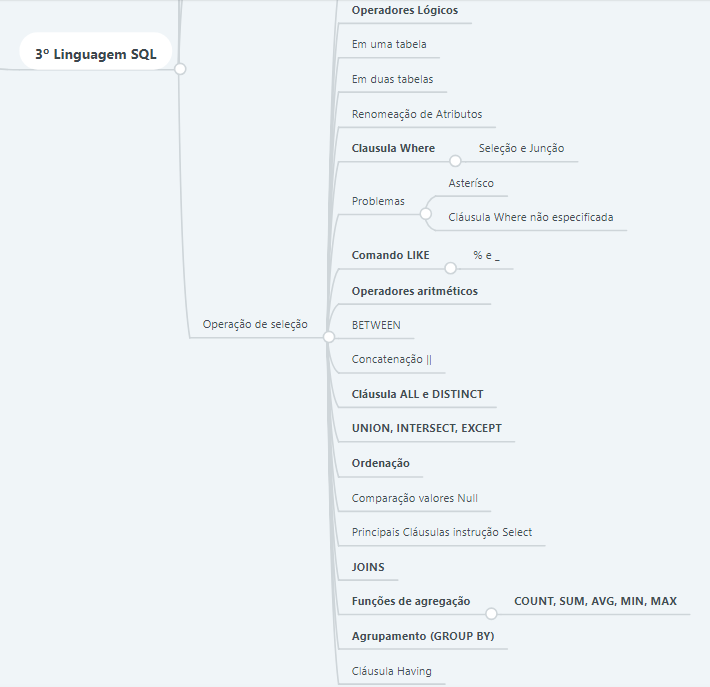 3º Linguagem SQL
Operação de seleção
Operadores Lógicos
Em uma tabela
Em duas tabelas
Renomeação de Atributos
Clausula Where
Seleção e Junção
Problemas
Asterísco
Cláusula Where não especificada
Comando LIKE
% e _
Operadores aritméticos
BETWEEN
Concatenação ||
Cláusula ALL e DISTINCT
UNION, INTERSECT, EXCEPT
Ordenação
Comparação valores Null
Principais Cláusulas instrução Select
JOINS
Funções de agregação
COUNT, SUM, AVG, MIN, MAX
Agrupamento (GROUP BY)
Cláusula Having